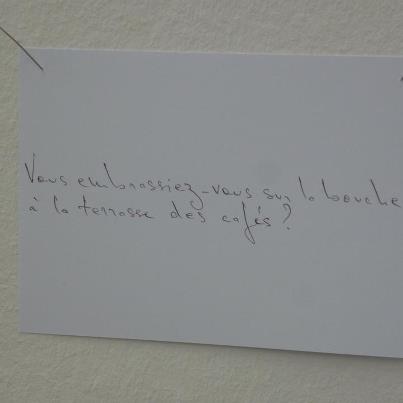 Vous embrassiez-vous sur la bouche
à la terrasse des cafés ?